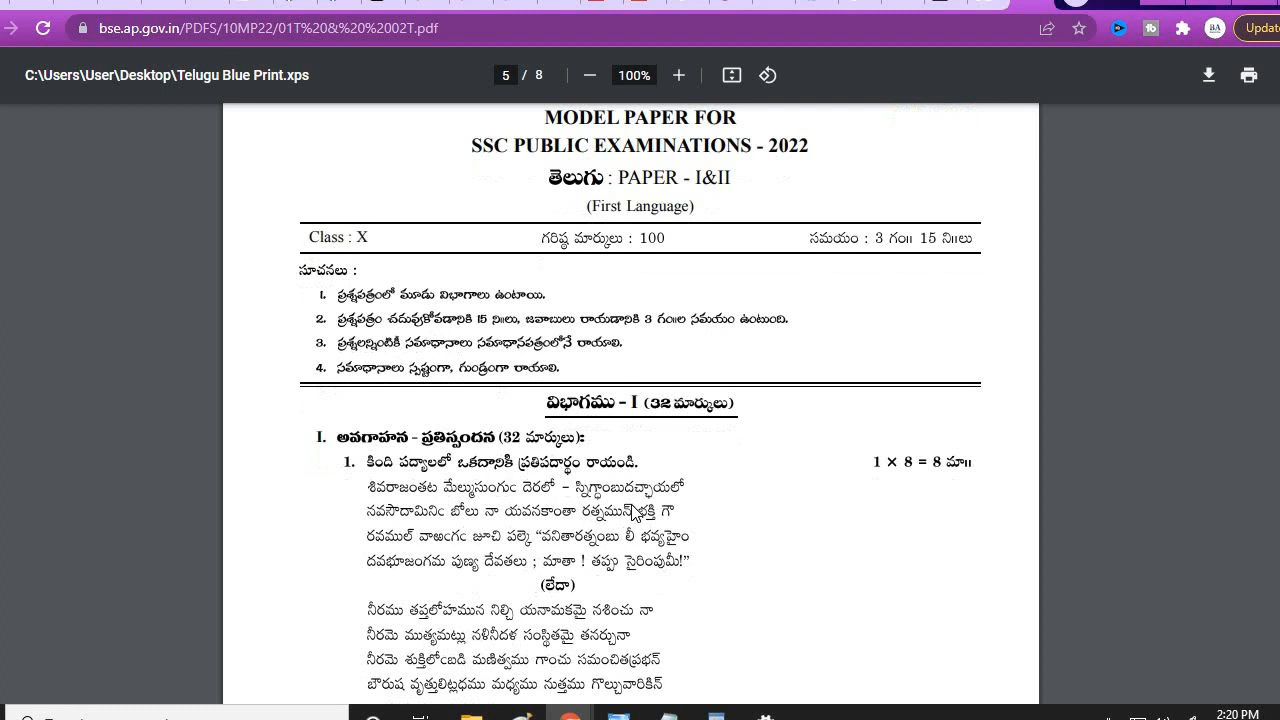 bse.ap.gov.in/PDFS/10MP22/01T%20&%20%2002T.pdf
BA
Update
C:\Users\User\Desktop\Telugu Blue Print.xps
5 / 8
100%
MODEL PAPER FOR
SSC PUBLIC EXAMINATIONS - 2022
తెలుగు : PAPER - I&II
(First Language)
Class : X గరిష్ఠ మార్కులు : 100 సమయం : 3 గం॥ 15 ని॥లు
సూచనలు :
1. ప్రశ్నపత్రంలో మూడు విభాగాలు ఉంటాయి.
2. ప్రశ్నపత్రం చదువుకోవడానికి 15 ని॥లు, జవాబులు రాయడానికి 3 గం॥ల సమయం ఉంటుంది.
3. ప్రశ్నలన్నింటికీ సమాధానాలు సమాధానపత్రంలోనే రాయాలి.
4. సమాధానాలు స్పష్టంగా, గుండ్రంగా రాయాలి.
విభాగము - I (32 మార్కులు)
I. అవగాహన - ప్రతిస్పందన (32 మార్కులు):
1. కింది పద్యాలలో ఒకదానికి ప్రతిపదార్థం రాయండి. 1 × 8 = 8 మా॥
శివరాజంతట మేల్ముసుంగుఁ దెరలో - స్నిగ్ధాంబుదచ్ఛాయలో
నవసౌదామినిఁ బోలు నా యవనకాంతా రత్నమున్ భక్తి గౌ
రవముల్ వాఱఁగఁ జూచి పల్కె “వనితారత్నంబు లీ భవ్యహైం
దవభూజంగమ పుణ్య దేవతలు ; మాతా ! తప్పు సైరింపుమీ!”
(లేదా)
నీరము తప్తలోహమున నిల్చి యనామకమై నశించు నా
నీరమె ముత్యమట్లు నళినీదళ సంస్థితమై తనర్చునా
నీరమె శుక్తిలోఁబడి మణిత్వము గాంచు సమంచితప్రభన్
బౌరుష వృత్తులిట్లధము మధ్యము నుత్తము గొల్చువారికిన్
2:20 PM